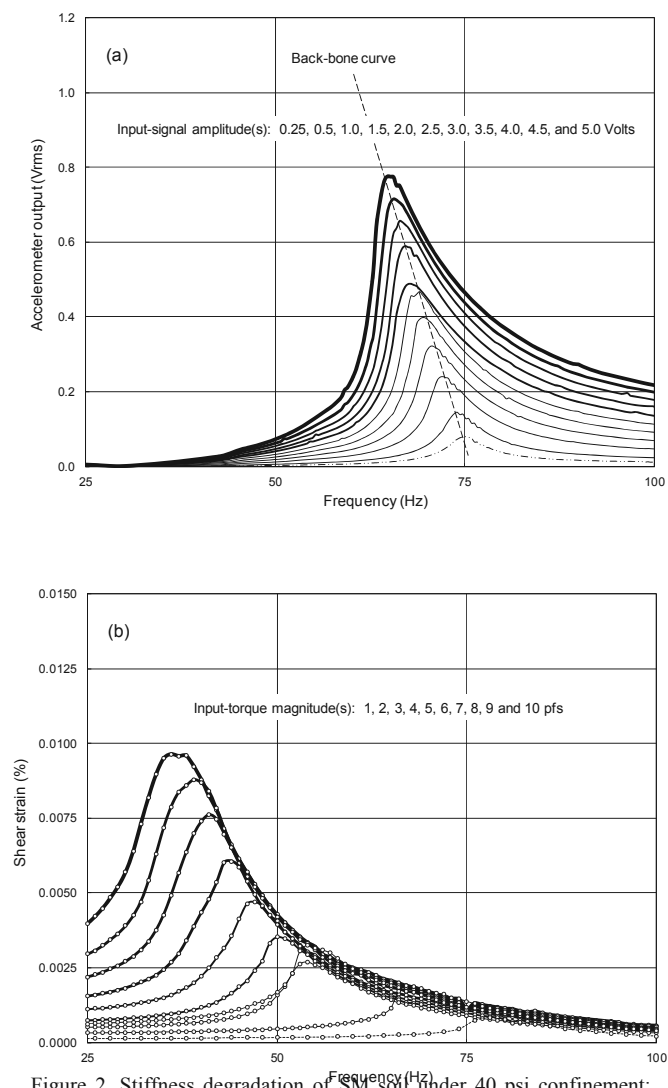 (a)
Back-bone curve
Input-signal amplitude(s): 0.25, 0.5, 1.0, 1.5, 2.0, 2.5, 3.0, 3.5, 4.0, 4.5, and 5.0 Volts
Accelerometer output (Vrms)
1.2
1.0
0.8
0.6
0.4
0.2
0.0
25
50
75
100
Frequency (Hz)
(b)
Input-torque magnitude(s): 1, 2, 3, 4, 5, 6, 7, 8, 9 and 10 pfs
Shear strain (%)
0.0150
0.0125
0.0100
0.0075
0.0050
0.0025
0.0000
25
50
75
100
Frequency (Hz)
Figure 2. Stiffness degradation of SM soil under 40 psi confinement: